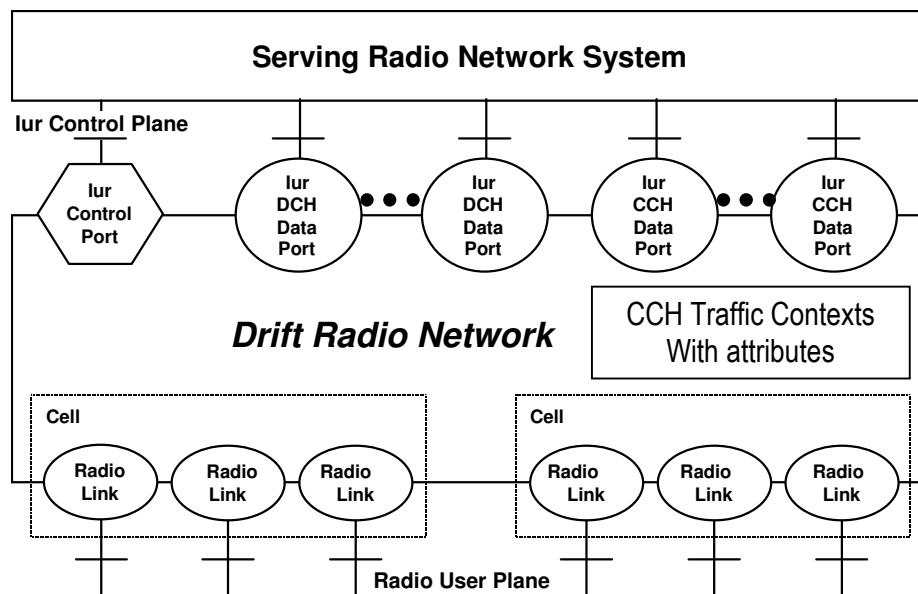 Serving Radio Network System
Iur Control Plane
Iur
Control
Port
Iur
DCH
Data
Port
Iur
DCH
Data
Port
Iur
CCH
Data
Port
Iur
CCH
Data
Port
Drift Radio Network
CCH Traffic Contexts
With attributes
Cell
Radio
Link
Radio
Link
Radio
Link
Cell
Radio
Link
Radio
Link
Radio
Link
Radio User Plane